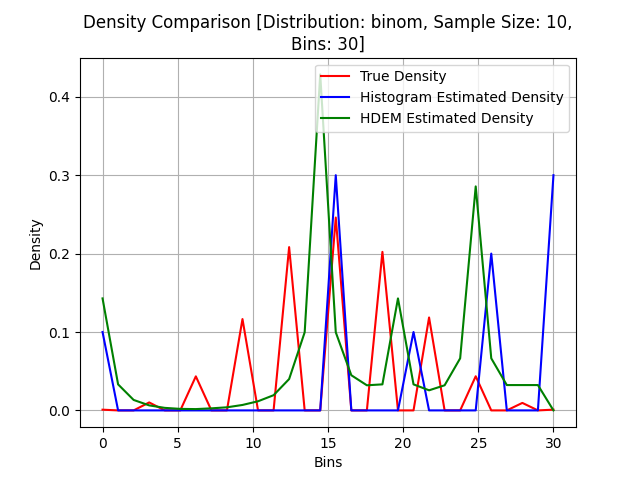 Density Comparison [Distribution: binom, Sample Size: 10,
Bins: 30]
True Density
Histogram Estimated Density
HDEM Estimated Density
Density
0.4
0.3
0.2
0.1
0.0
0 5 10 15 20 25 30
Bins